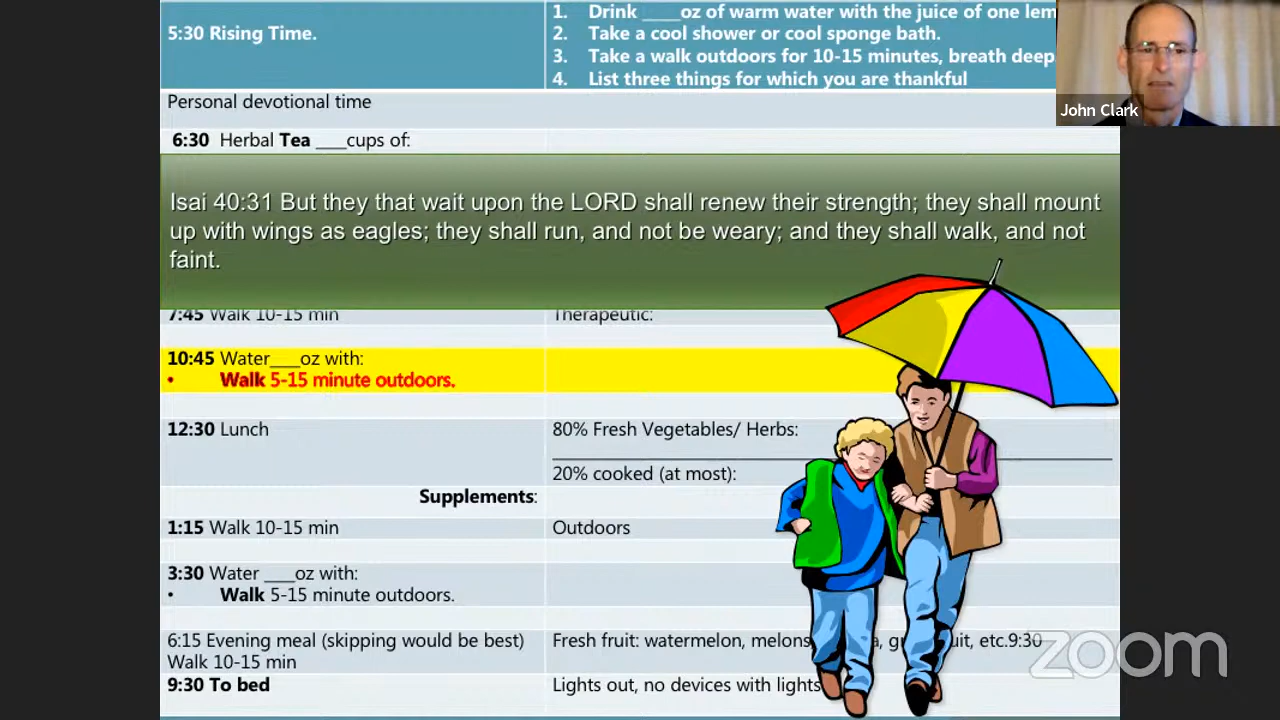 5:30 Rising Time.
1. Drink ____oz of warm water with the juice of one lem
2. Take a cool shower or cool sponge bath.
3. Take a walk outdoors for 10-15 minutes, breath deep
4. List three things for which you are thankful
John Clark
Personal devotional time
6:30 Herbal Tea ___cups of:
Isai 40:31 But they that wait upon the LORD shall renew their strength; they shall mount
up with wings as eagles; they shall run, and not be weary; and they shall walk, and not
faint.
7:45 Walk 10-15 min
Therapeutic:
10:45 Water___oz with:
• Walk 5-15 minute outdoors.
12:30 Lunch
80% Fresh Vegetables/ Herbs:
20% cooked (at most):
Supplements:
1:15 Walk 10-15 min
Outdoors
3:30 Water ___oz with:
• Walk 5-15 minute outdoors.
6:15 Evening meal (skipping would be best)
Walk 10-15 min
Fresh fruit: watermelon, melons, etc.9:30
9:30 To bed
Lights out, no devices with lights
zoom